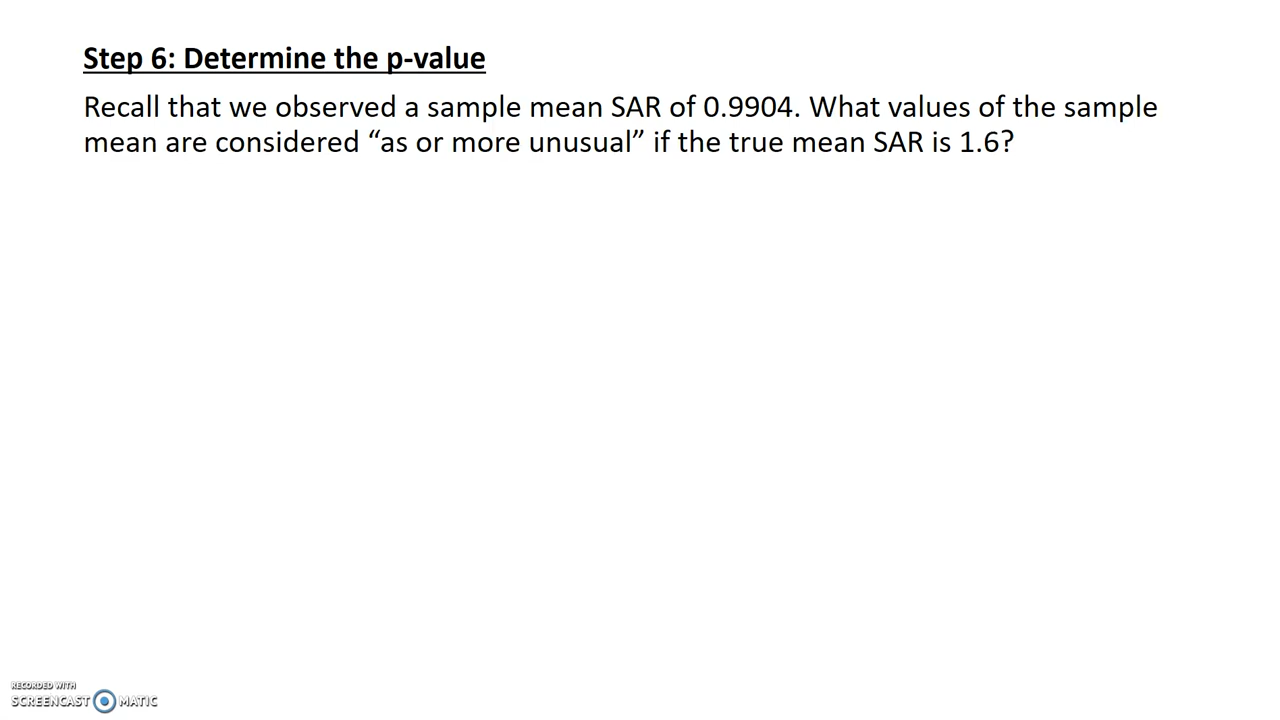 Step 6: Determine the p-value
Recall that we observed a sample mean SAR of 0.9904. What values of the sample
mean are considered “as or more unusual” if the true mean SAR is 1.6?
RECORDED WITH
SCREENCAST MATIC